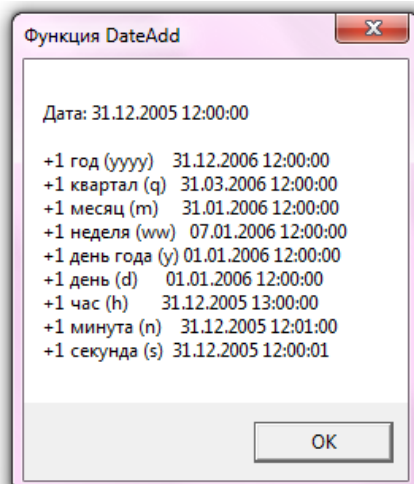 Функция DateAdd
Дата: 31.12.2005 12:00:00
+1 год (yyyy) 31.12.2006 12:00:00
+1 квартал (q) 31.03.2006 12:00:00
+1 месяц (m) 31.01.2006 12:00:00
+1 неделя (ww) 07.01.2006 12:00:00
+1 день года (y) 01.01.2006 12:00:00
+1 день (d) 01.01.2006 12:00:00
+1 час (h) 31.12.2005 13:00:00
+1 минута (n) 31.12.2005 12:01:00
+1 секунда (s) 31.12.2005 12:00:01
OK